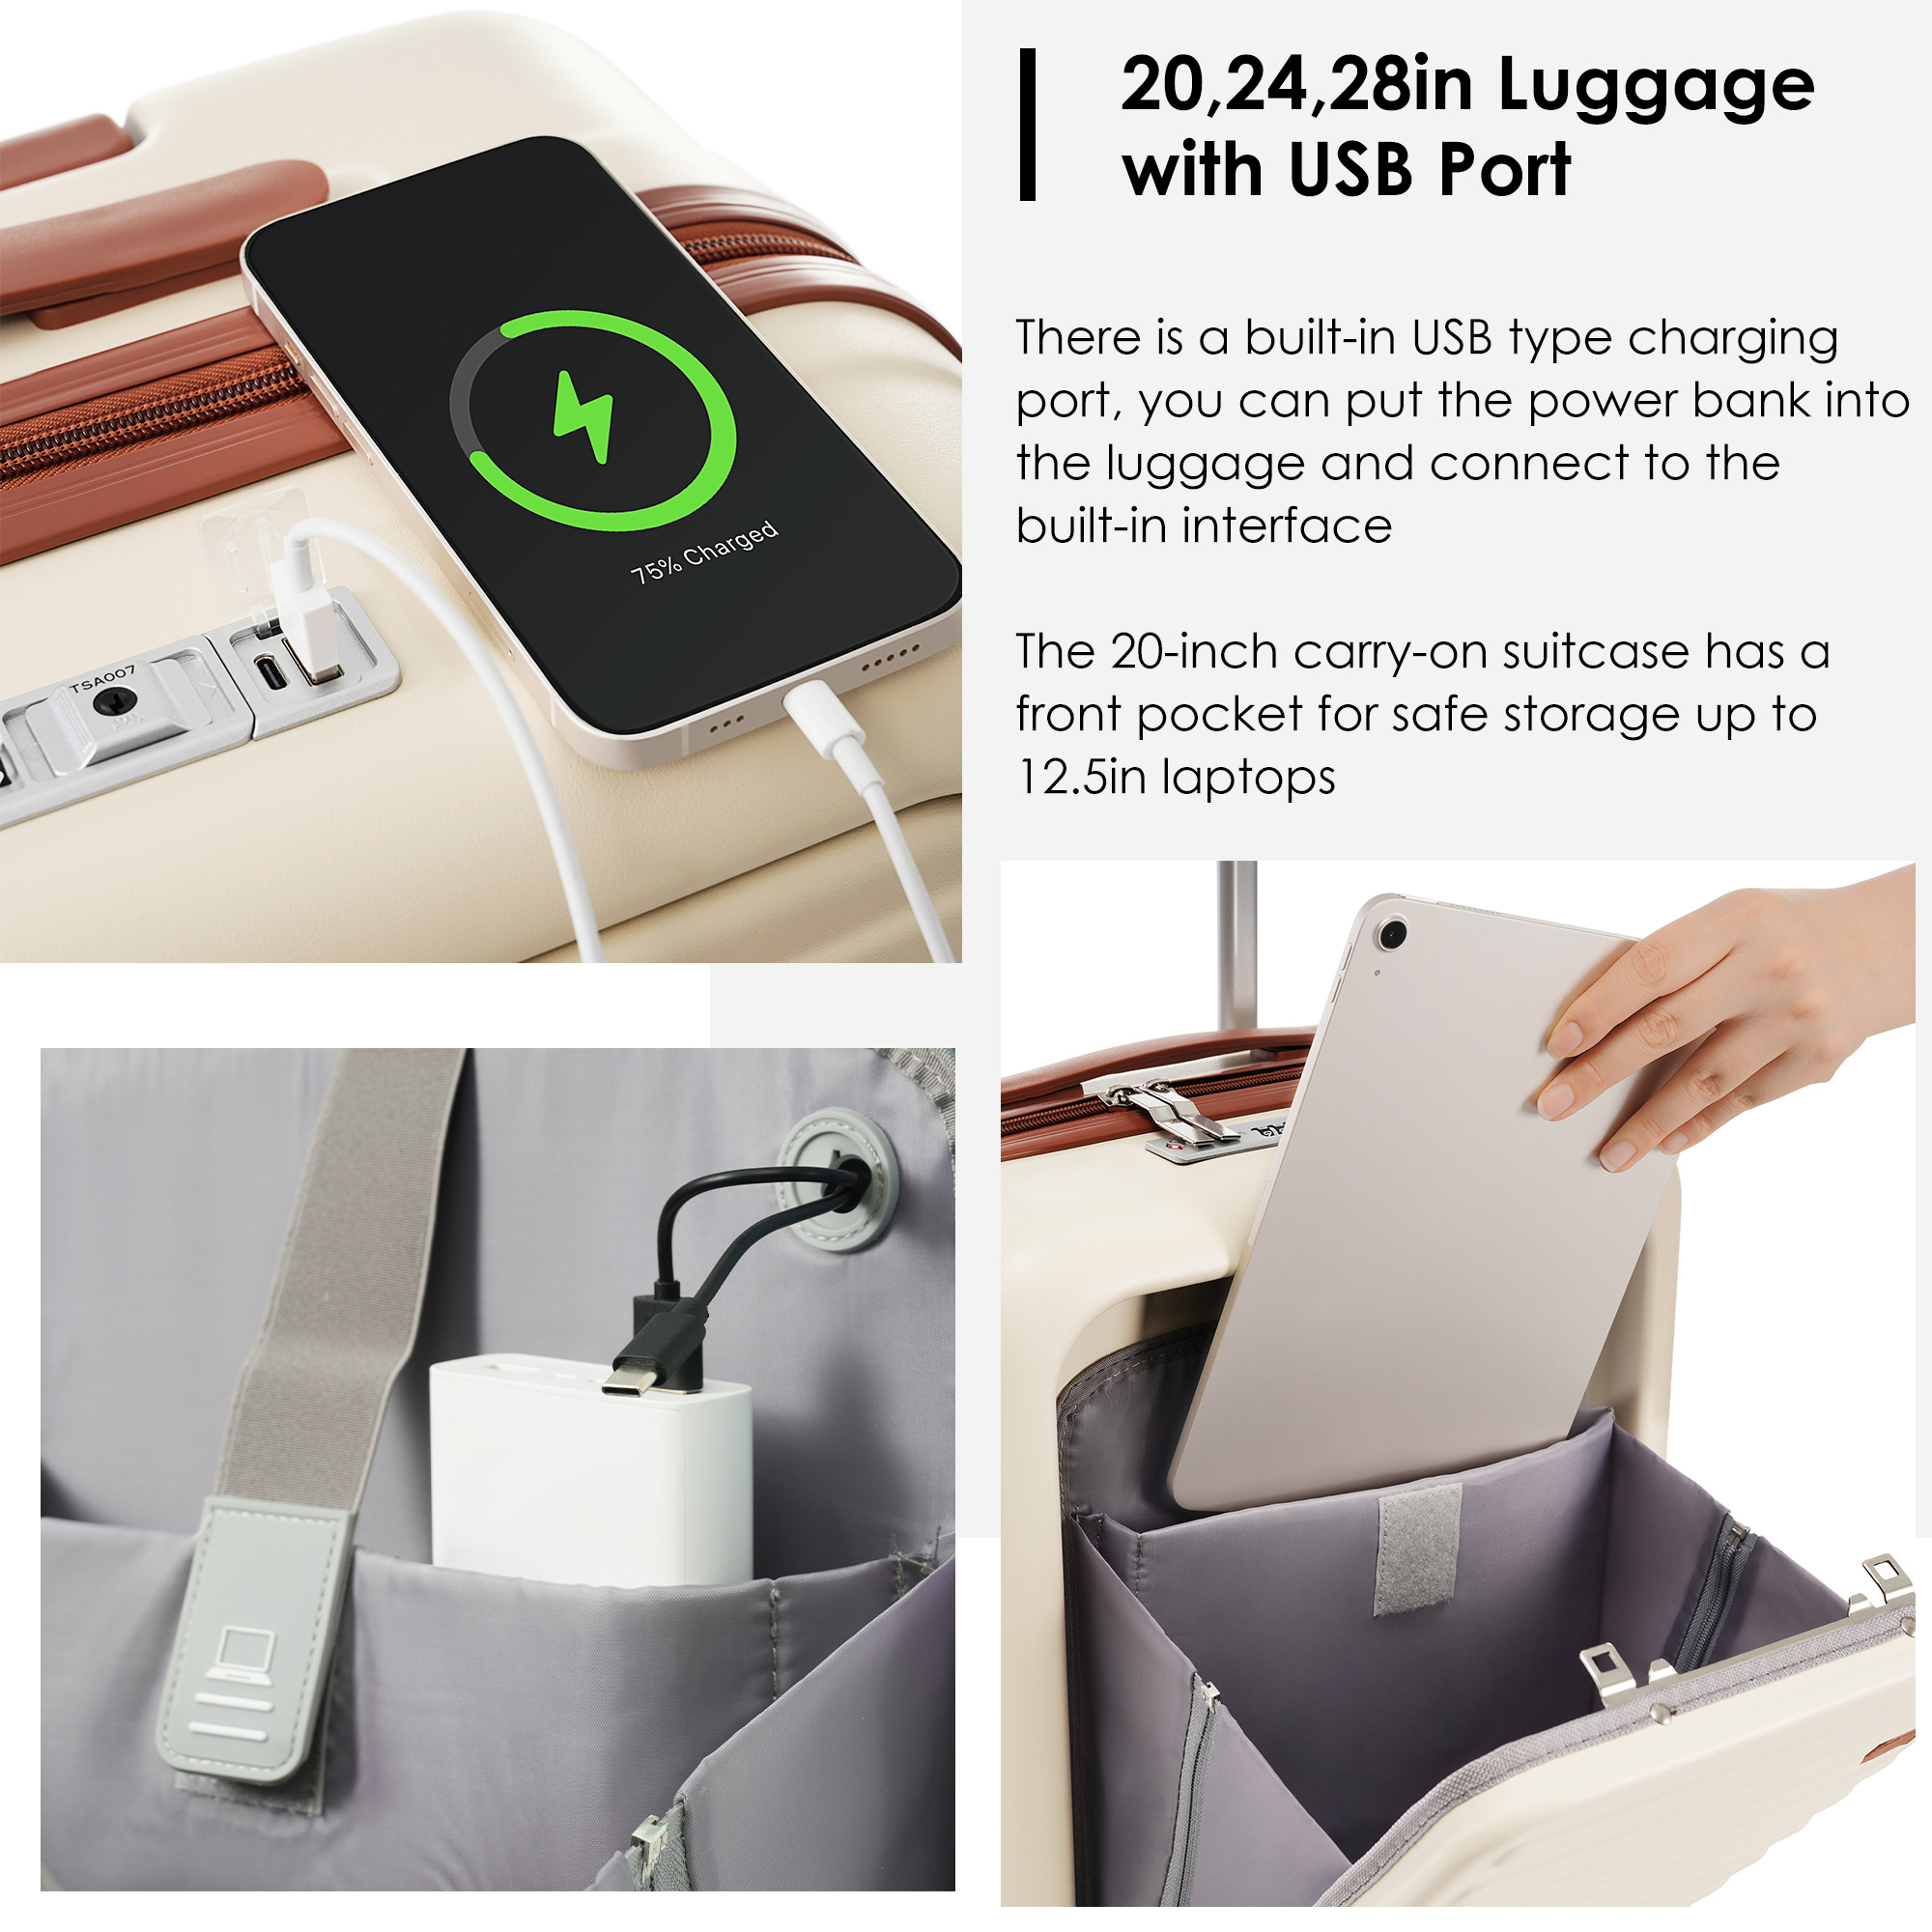 20,24,28in Luggage
with USB Port
There is a built-in USB type charging
port, you can put the power bank into
the luggage and connect to the
built-in interface
The 20-inch carry-on suitcase has a
front pocket for safe storage up to
12.5in laptops
75% Charged
TSA007